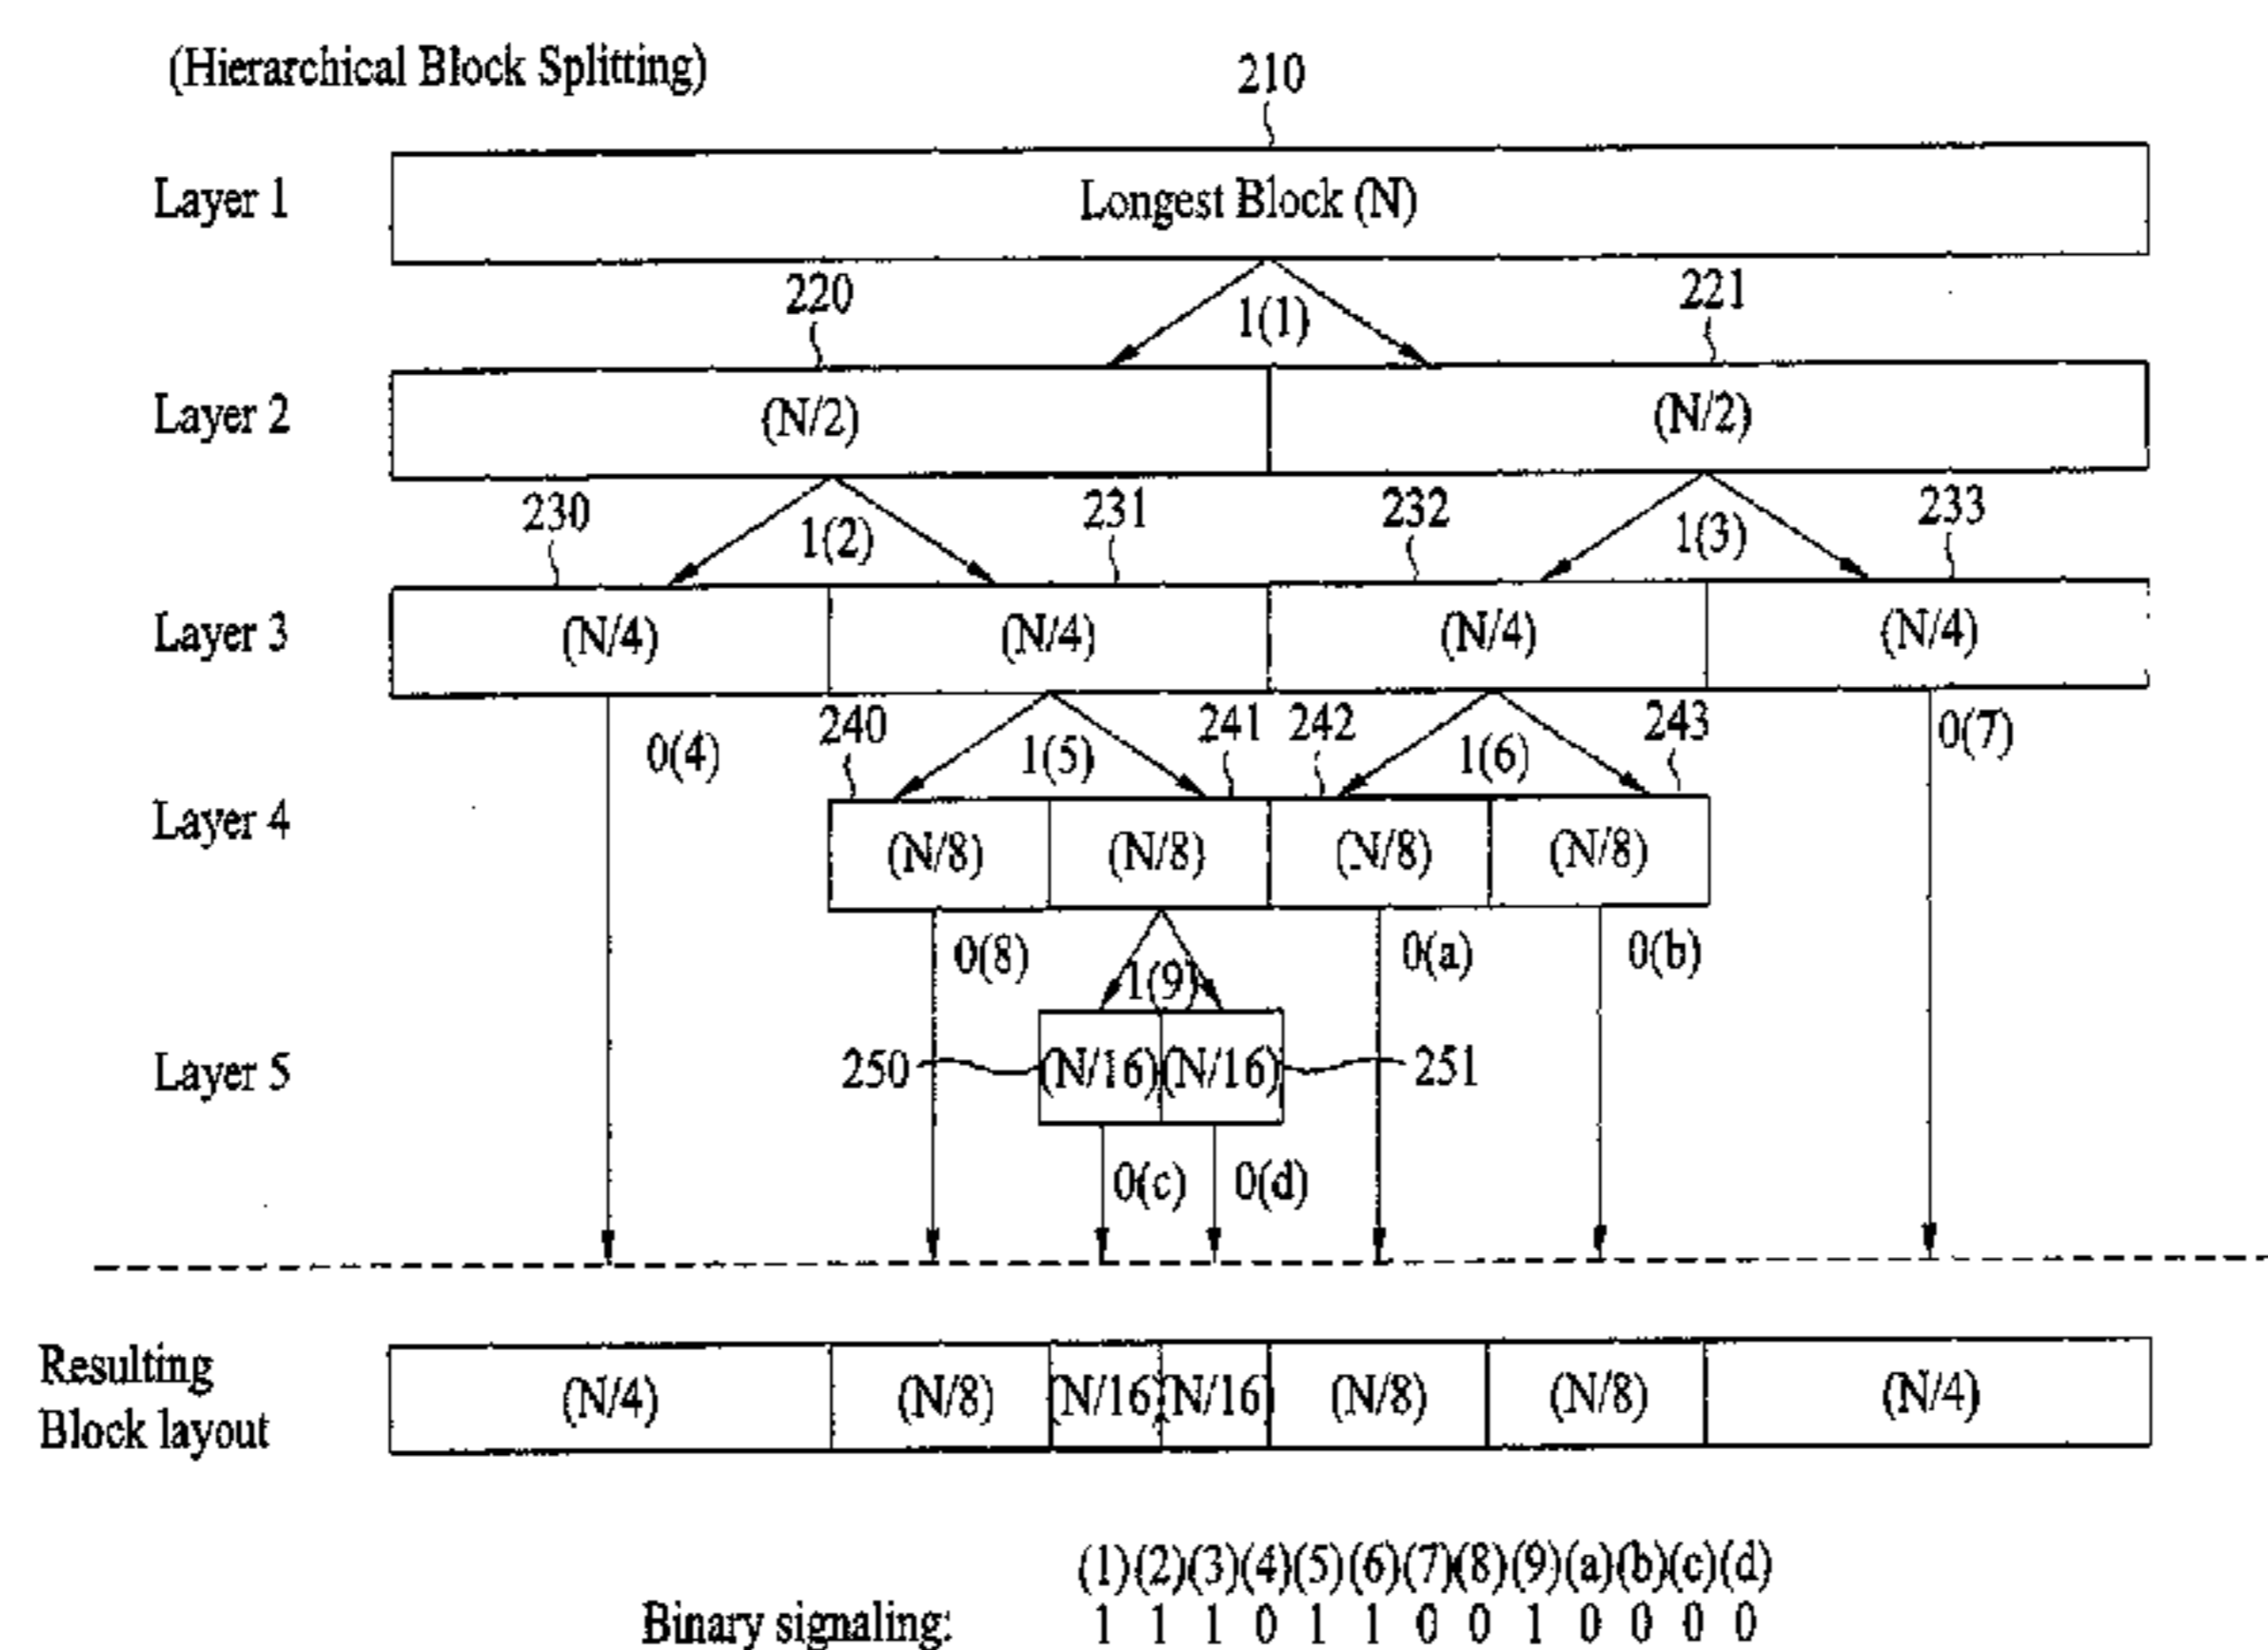 (Hierarchical Block Splitting)
210
Layer 1
Longest Block (N)
220
1(1)
221
Layer 2
(N/2) (N/2)
230
1(2)
231
232
1(3)
233
Layer 3
(N/4) (N/4) (N/4) (N/4)
0(4)
240
1(5)
241
242
1(6)
243
0(7)
Layer 4
(N/8) (N/8) (N/8) (N/8)
0(8)
1(9)
0(a)
0(b)
Layer 5
250
(N/16) (N/16)
251
0(c)
0(d)
Resulting
Block layout
(N/4) (N/8) (N/16) (N/16) (N/8) (N/8) (N/4)
(1)(2)(3)(4)(5)(6)(7)(8)(9)(a)(b)(c)(d)
Binary signaling: 1 1 1 0 1 1 0 0 1 0 0 0 0